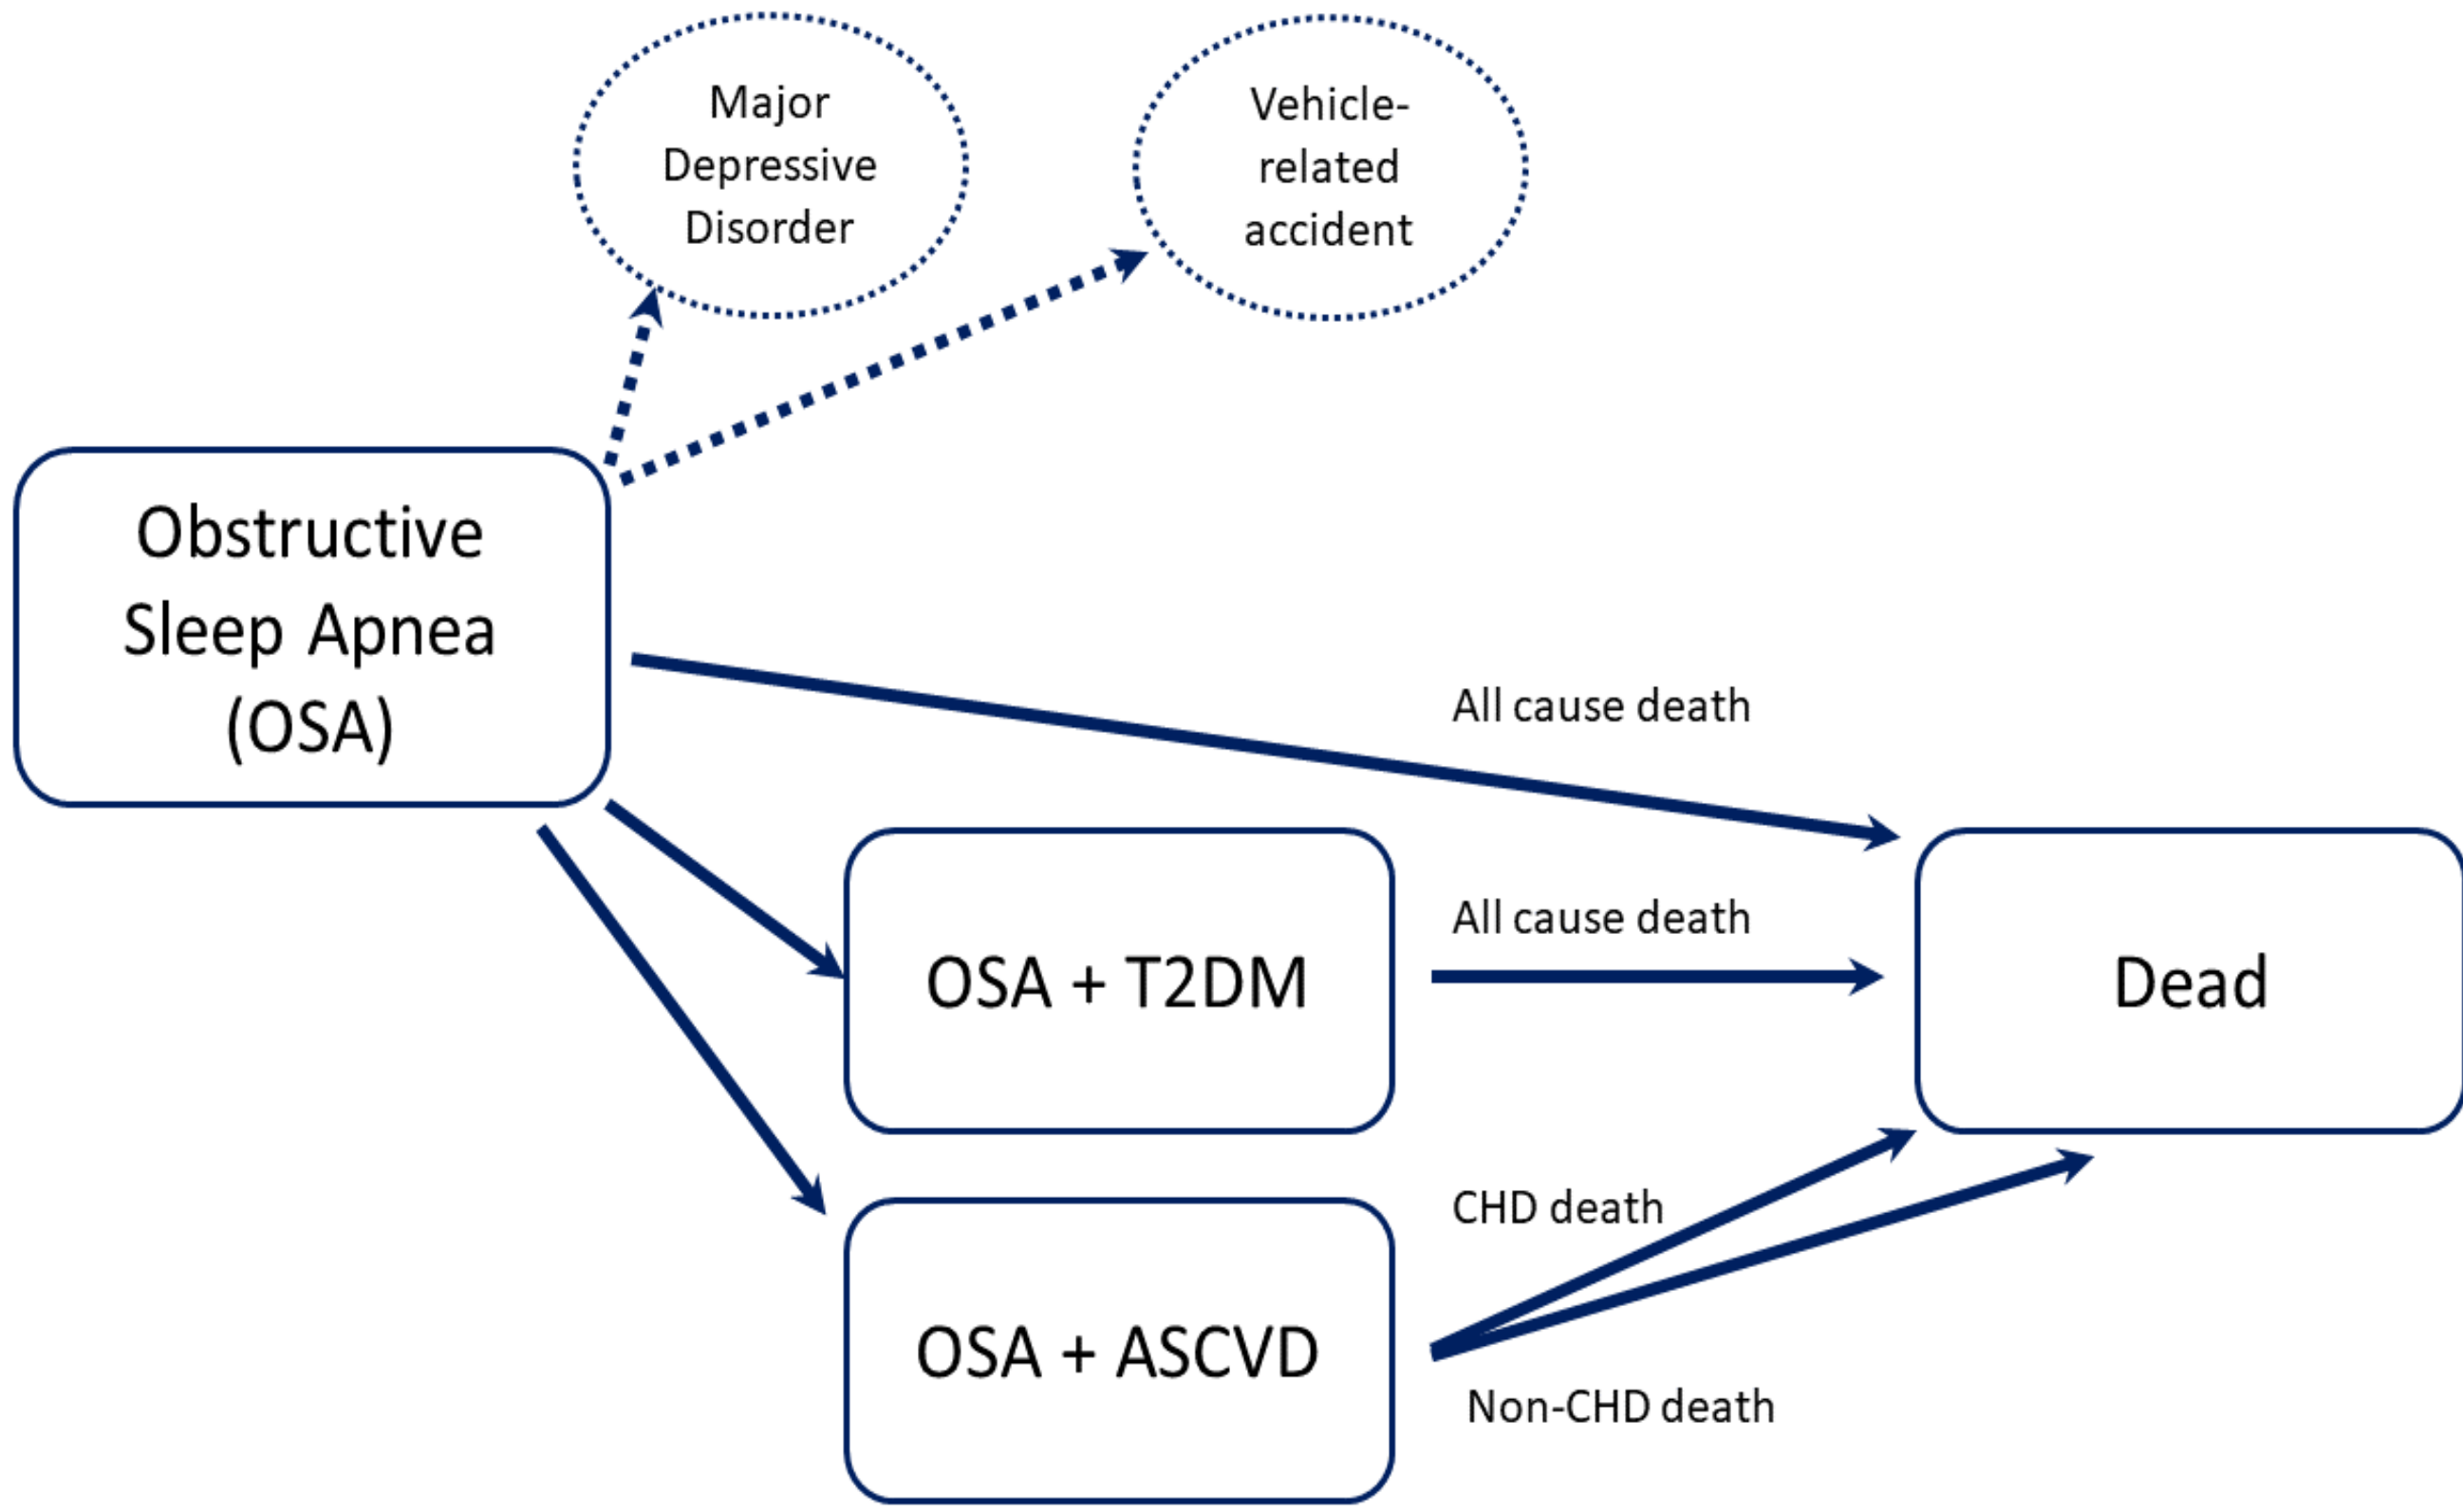 Major
Depressive
Disorder
Vehicle-
related
accident
Obstructive
Sleep Apnea
(OSA)
All cause death
OSA + T2DM
All cause death
Dead
CHD death
OSA + ASCVD
Non-CHD death